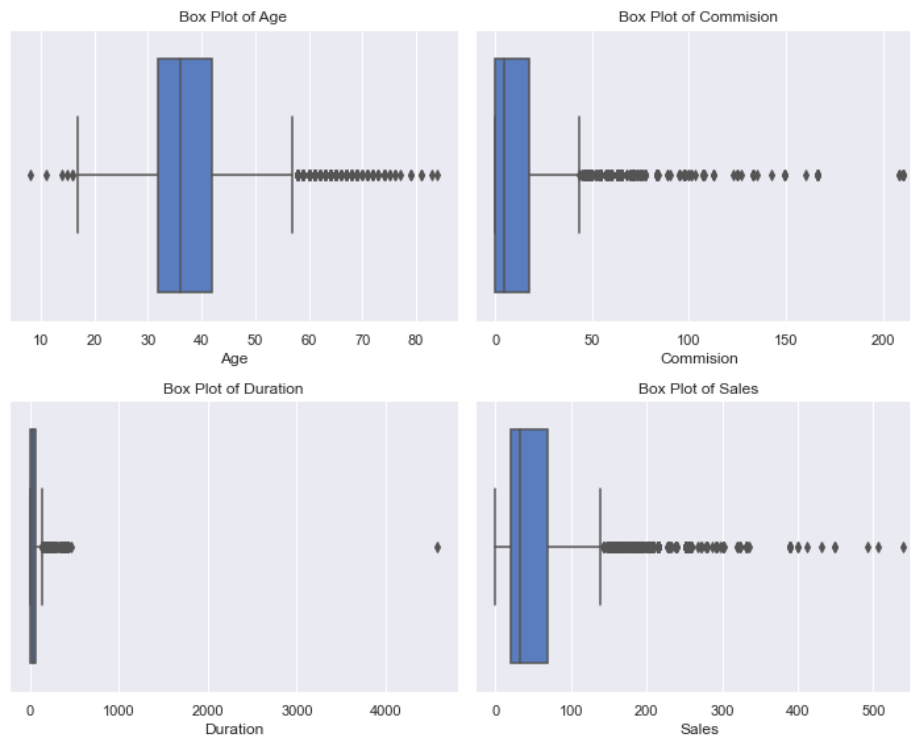 Box Plot of Age
10 20 30 40 50 60 70 80
Age
Box Plot of Commision
0 50 100 150 200
Commision
Box Plot of Duration
0 1000 2000 3000 4000
Duration
Box Plot of Sales
0 100 200 300 400 500
Sales